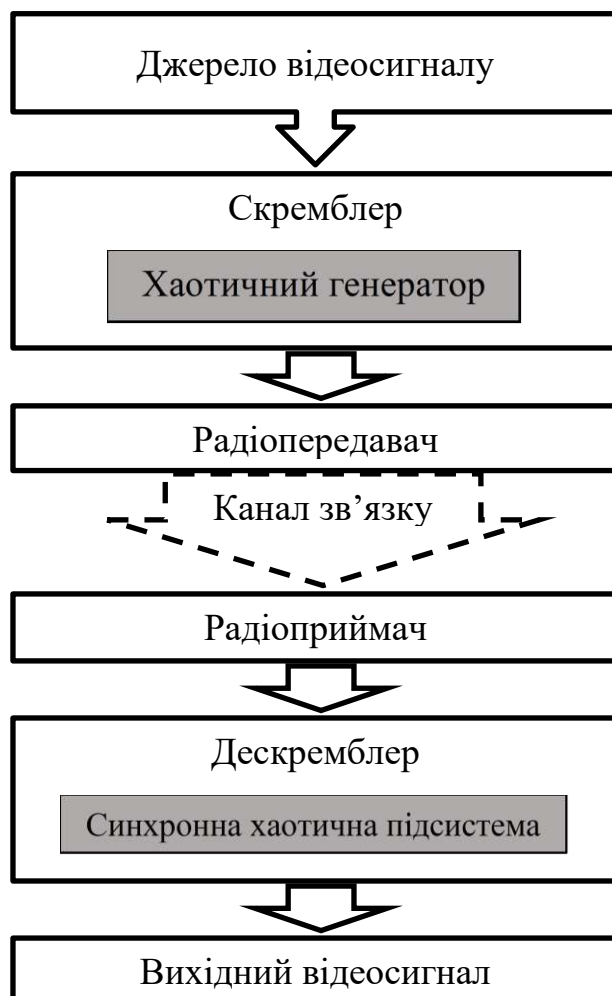 Джерело відеосигналу
Скремблер
Хаотичний генератор
Радіопередавач
Канал зв’язку
Радіоприймач
Дескремблер
Синхронна хаотична підсистема
Вихідний відеосигнал